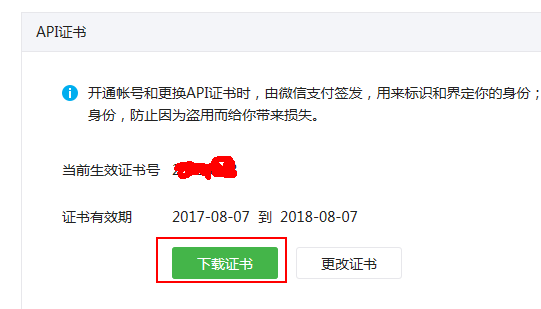 API证书
开通帐号和更换API证书时，由微信支付签发，用来标识和界定你的身份；
身份，防止因为盗用而给你带来损失。
当前生效证书号
证书有效期 2017-08-07 到 2018-08-07
下载证书 更改证书